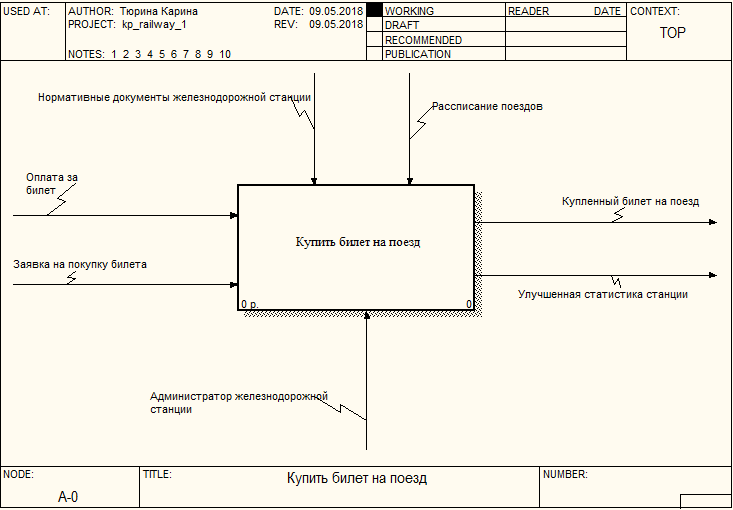 USED AT:
AUTHOR: Тюрина Карина
DATE: 09.05.2018
PROJECT: kp_railway_1
REV: 09.05.2018
NOTES: 1 2 3 4 5 6 7 8 9 10
WORKING
DRAFT
RECOMMENDED
PUBLICATION
READER
DATE
CONTEXT:
TOP
Нормативные документы железнодорожной станции
Рассписание поездов
Оплата за
билет
Купленный билет на поезд
Купить билет на поезд
Заявка на покупку билета
Улучшенная статистика станции
0 р.
0
Администратор железнодорожной
станции
NODE:
A-0
TITLE:
Купить билет на поезд
NUMBER: